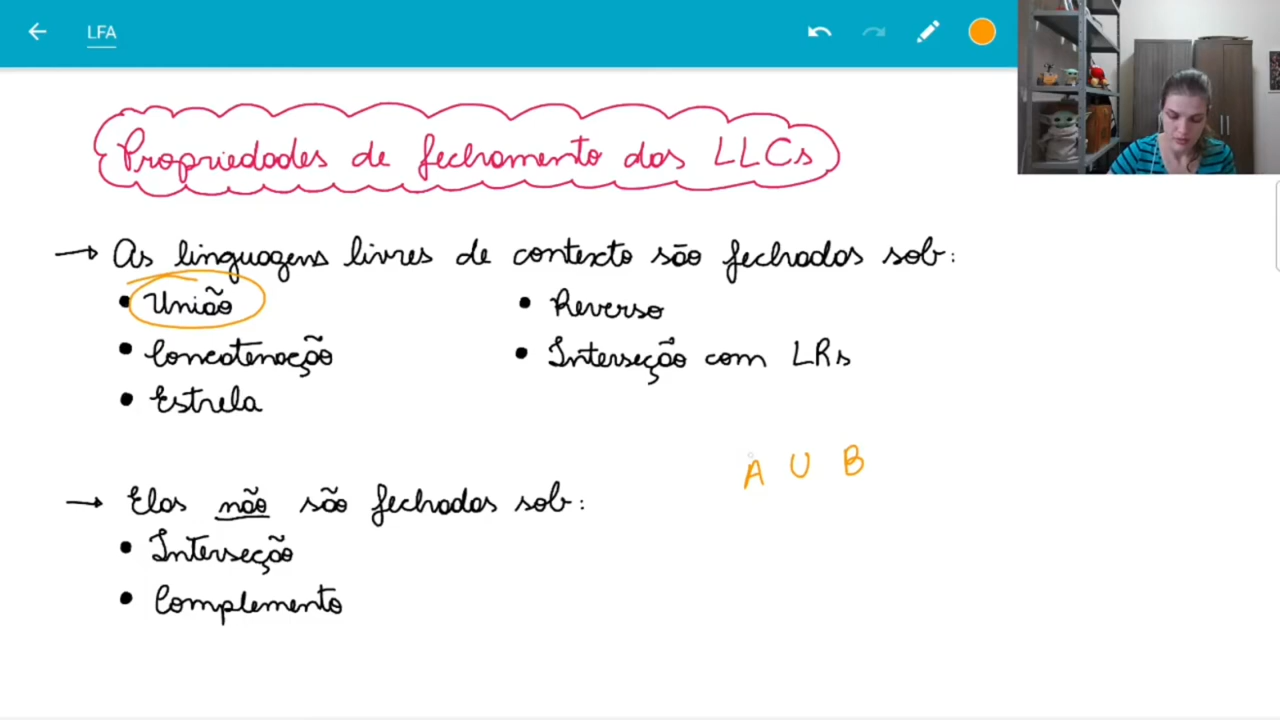 LFA
Propriedades de fechamento das LLCs
→ As linguagens livres de contexto são fechadas sob:
• União
• Concatenação
• Estrela
• Reverso
• Interseção com LRs
A U B
→ Elas não são fechadas sob:
• Interseção
• Complemento